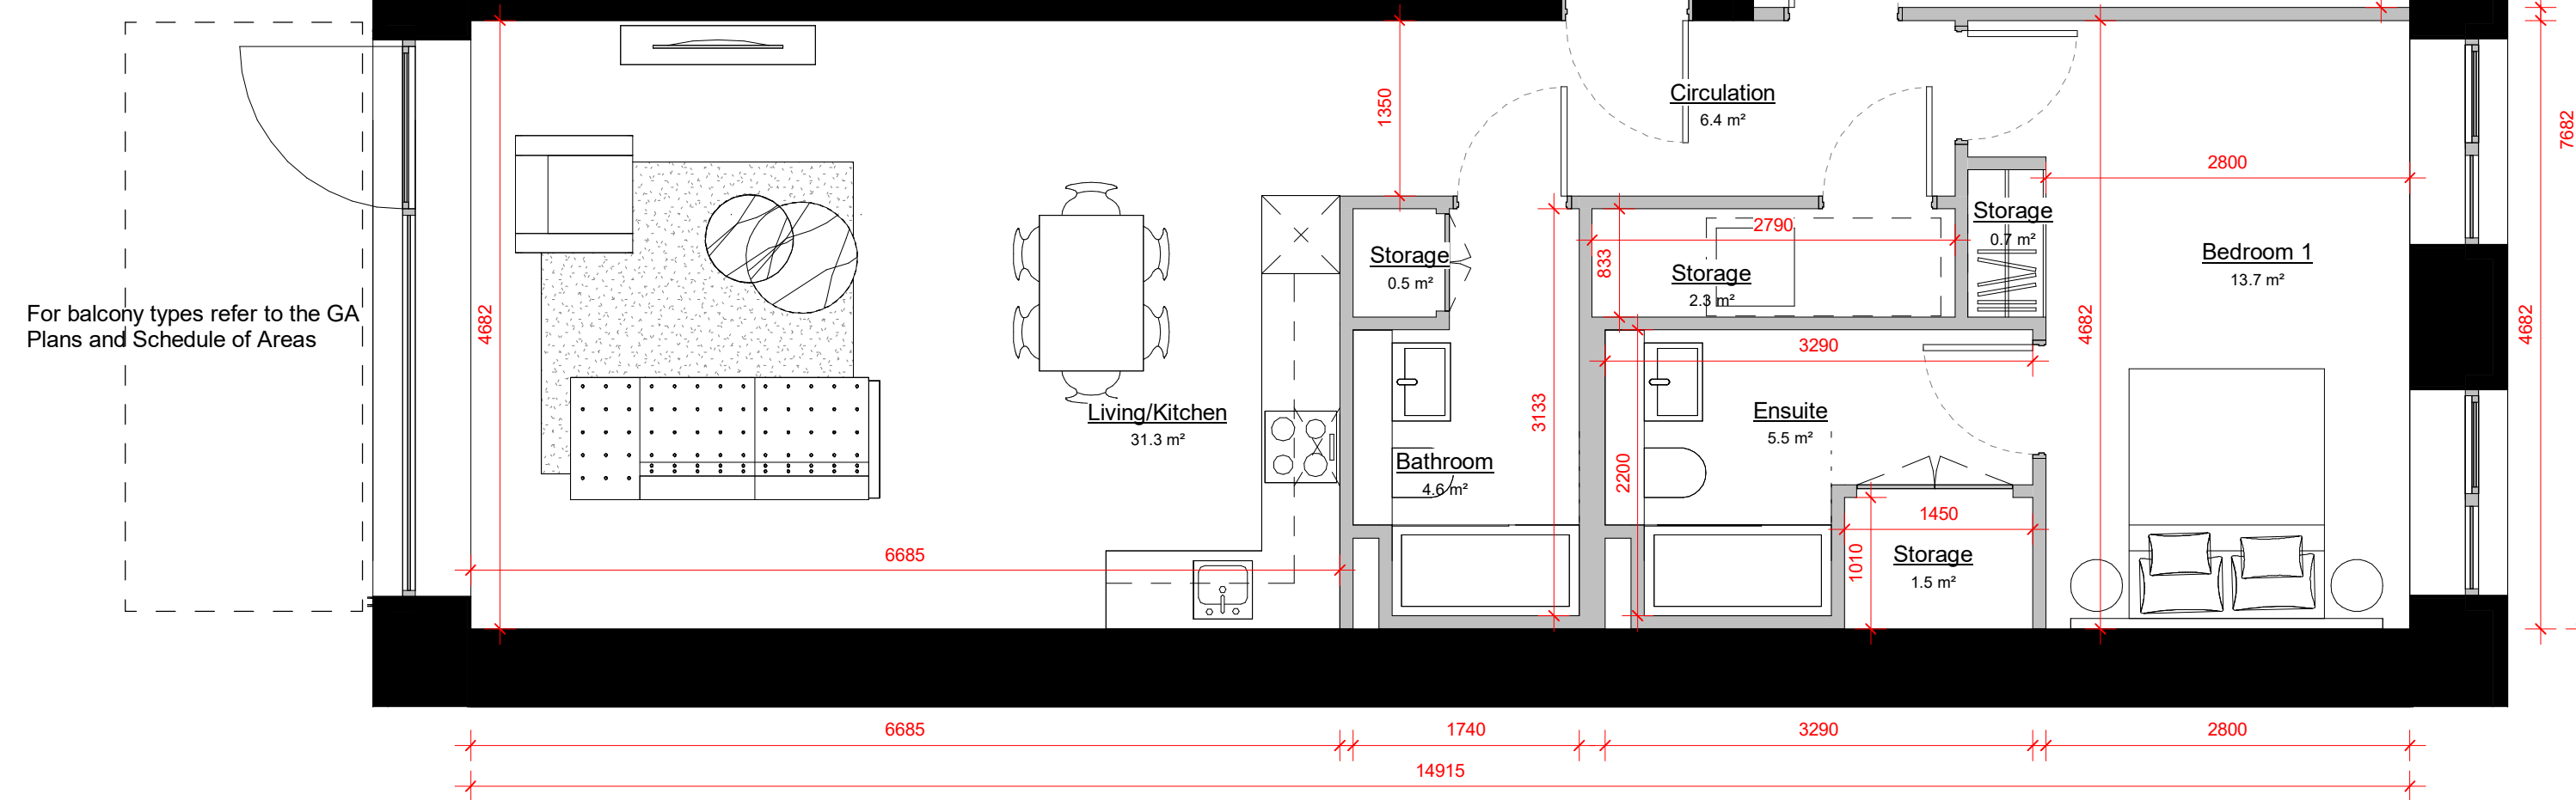 Circulation
6.4 m²
1350
7682
2800
Storage
0.7 m²
2790
Storage
0.5 m²
833
Storage
2.3 m²
Bedroom 1
13.7 m²
For balcony types refer to the GA
Plans and Schedule of Areas
4682
4682
4682
3290
Living/Kitchen
31.3 m²
3133
Ensuite
5.5 m²
Bathroom
4.6 m²
2200
1450
6685
1010
Storage
1.5 m²
6685
1740
3290
2800
14915